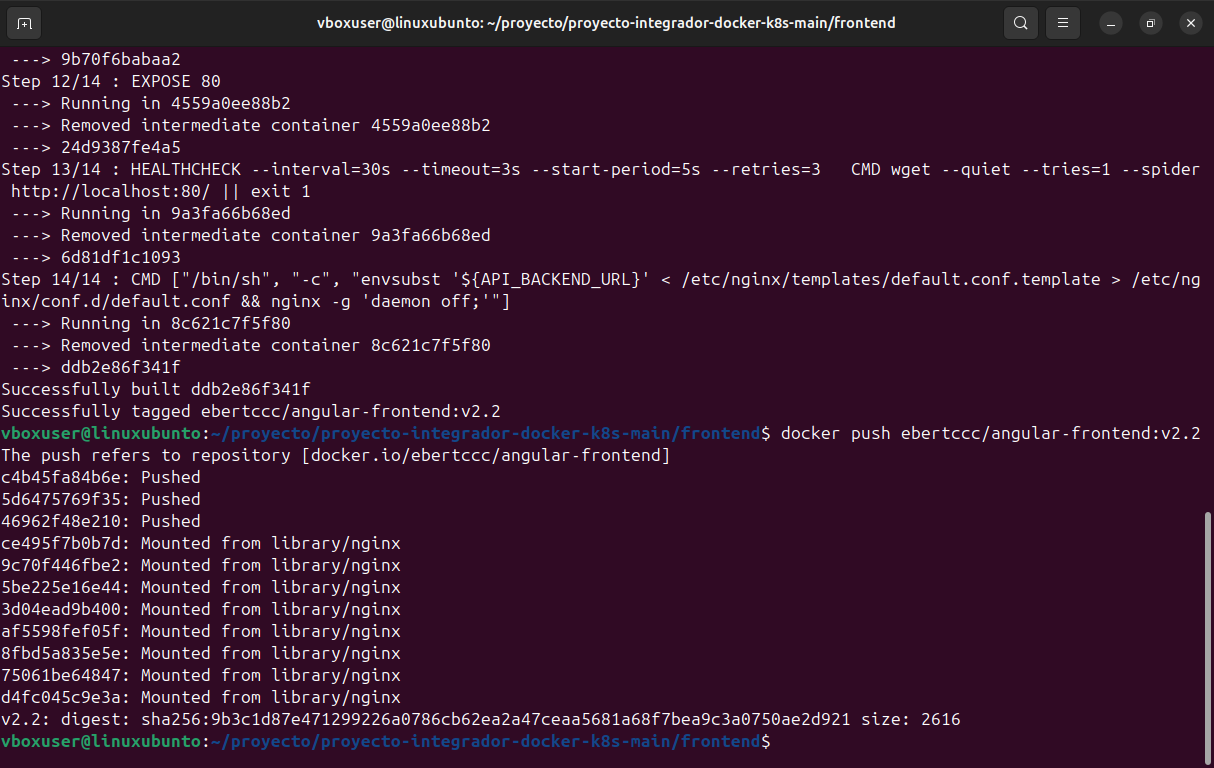 vboxuser@linuxubunto: ~/proyecto/proyecto-integrador-docker-k8s-main/frontend
 ---> 9b70f6babaa2
Step 12/14 : EXPOSE 80
 ---> Running in 4559a0ee88b2
 ---> Removed intermediate container 4559a0ee88b2
 ---> 24d9387fe4a5
Step 13/14 : HEALTHCHECK --interval=30s --timeout=3s --start-period=5s --retries=3   CMD wget --quiet --tries=1 --spider
 http://localhost:80/ || exit 1
 ---> Running in 9a3fa66b68ed
 ---> Removed intermediate container 9a3fa66b68ed
 ---> 6d81df1c1093
Step 14/14 : CMD ["/bin/sh", "-c", "envsubst '${API_BACKEND_URL}' < /etc/nginx/templates/default.conf.template > /etc/ng
inx/conf.d/default.conf && nginx -g 'daemon off;'"]
 ---> Running in 8c621c7f5f80
 ---> Removed intermediate container 8c621c7f5f80
 ---> ddb2e86f341f
Successfully built ddb2e86f341f
Successfully tagged ebertccc/angular-frontend:v2.2
vboxuser@linuxubunto:~/proyecto/proyecto-integrador-docker-k8s-main/frontend$ docker push ebertccc/angular-frontend:v2.2
The push refers to repository [docker.io/ebertccc/angular-frontend]
c4b45fa84b6e: Pushed
5d6475769f35: Pushed
46962f48e210: Pushed
ce495f7b0b7d: Mounted from library/nginx
9c70f446fbe2: Mounted from library/nginx
5be225e16e44: Mounted from library/nginx
3d04ead9b400: Mounted from library/nginx
af5598fef05f: Mounted from library/nginx
8fbd5a835e5e: Mounted from library/nginx
75061be64847: Mounted from library/nginx
d4fc045c9e3a: Mounted from library/nginx
v2.2: digest: sha256:9b3c1d87e471299226a0786cb62ea2a47ceaa5681a68f7bea9c3a0750ae2d921 size: 2616
vboxuser@linuxubunto:~/proyecto/proyecto-integrador-docker-k8s-main/frontend$